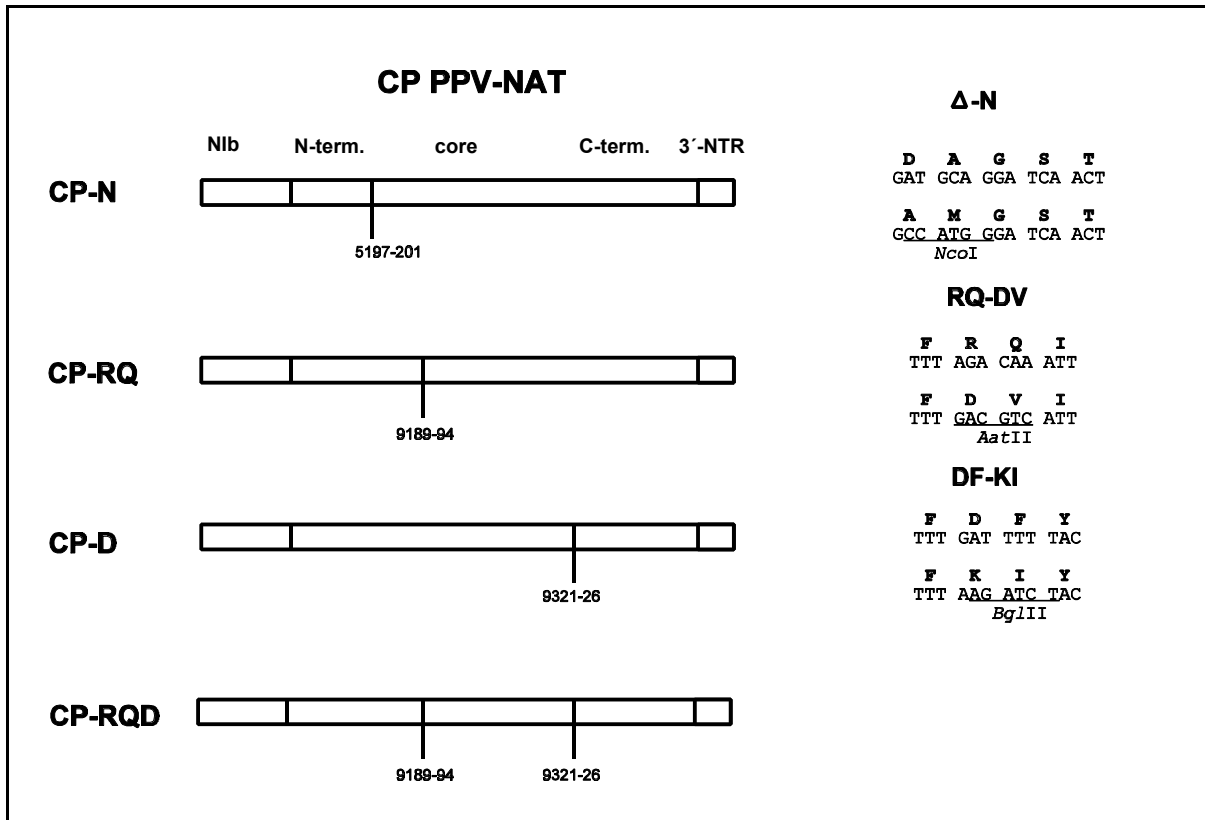 CP PPV-NAT
NIb N-term. core C-term. 3´-NTR
CP-N
5197-201
CP-RQ
9189-94
CP-D
9321-26
CP-RQD
9189-94 9321-26
Δ-N
D A G S T
GAT GCA GGA TCA ACT
A M G S T
GCC ATG GGA TCA ACT
NcoI
RQ-DV
F R Q I
TTT AGA CAA ATT
F D V I
TTT GAC GTC ATT
AatII
DF-KI
F D F Y
TTT GAT TTT TAC
F K I Y
TTT AAG ATC TAC
BglII